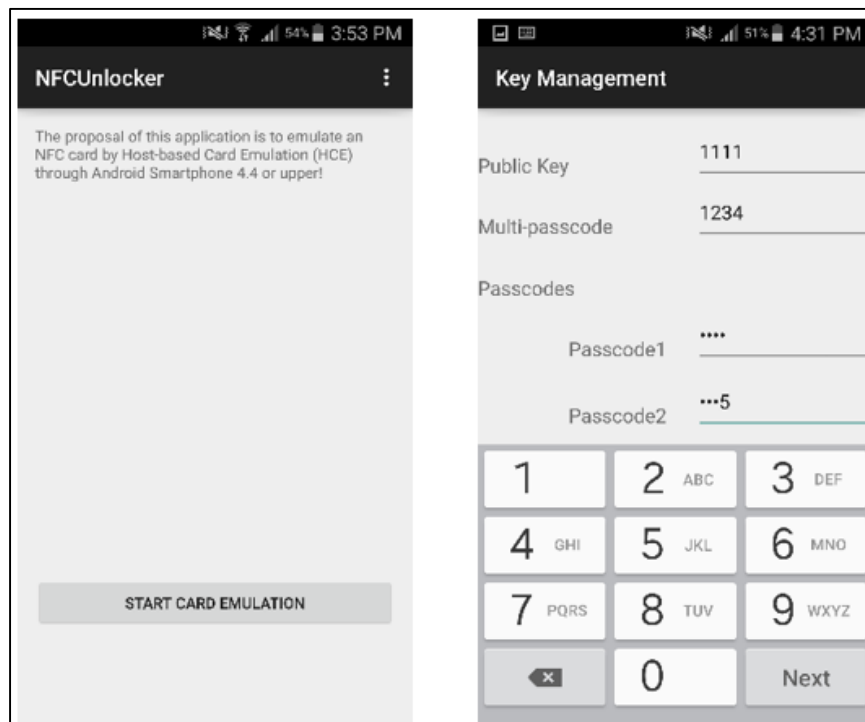 54% 3:53 PM
NFCUnlocker
The proposal of this application is to emulate an
NFC card by Host-based Card Emulation (HCE)
through Android Smartphone 4.4 or upper!
START CARD EMULATION
51% 4:31 PM
Key Management
Public Key 1111
Multi-passcode 1234
Passcodes
Passcode1 ••••
Passcode2 •••5
1 2 ABC 3 DEF
4 GHI 5 JKL 6 MNO
7 PQRS 8 TUV 9 WXYZ
0 Next